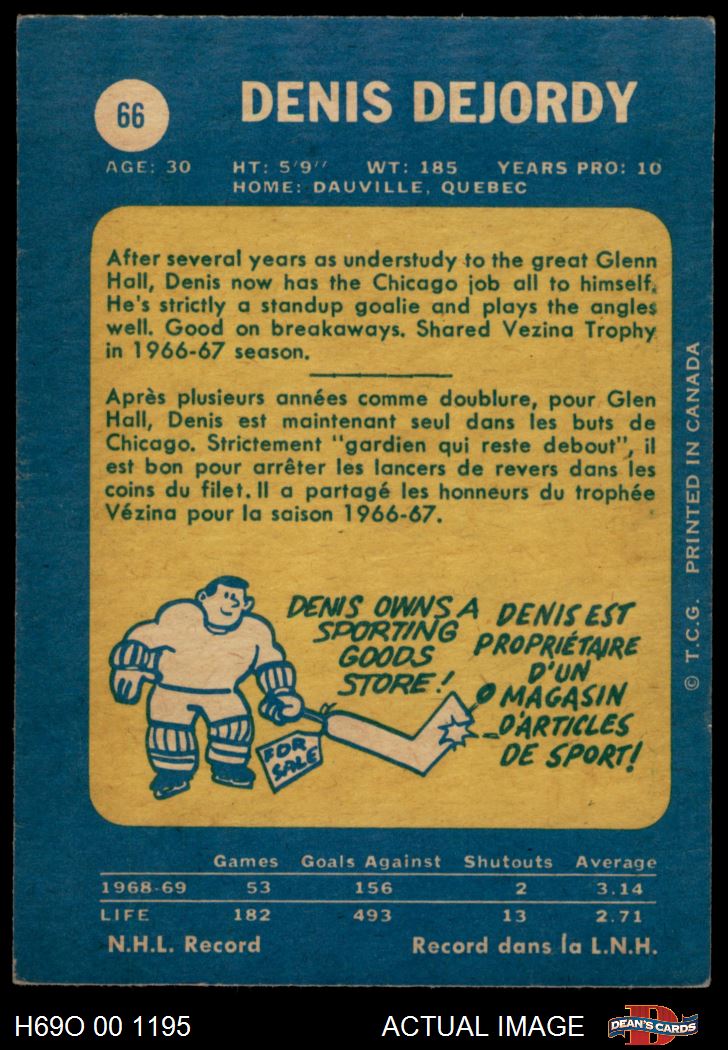 66
DENIS DEJORDY
AGE: 30 HT: 5'9" WT: 185 YEARS PRO: 10
HOME: DAUVILLE, QUEBEC
After several years as understudy to the great Glenn
Hall, Denis now has the Chicago job all to himself.
He's strictly a standup goalie and plays the angles
well. Good on breakaways. Shared Vezina Trophy
in 1966-67 season.
Après plusieurs années comme doublure, pour Glen
Hall, Denis est maintenant seul dans les buts de
Chicago. Strictement "gardien qui reste debout", il
est bon pour arrêter les lancers de revers dans les
coins du filet. Il a partagé les honneurs du trophée
Vézina pour la saison 1966-67.
DENIS OWNS A
SPORTING
GOODS
STORE!
DENIS EST
PROPRIÉTAIRE
D'UN
MAGASIN
D'ARTICLES
DE SPORT!
FOR
SALE
© T.C.G. PRINTED IN CANADA
Games Goals Against Shutouts Average
1968-69 53 156 2 3.14
LIFE 182 493 13 2.71
N.H.L. Record Record dans la L.N.H.
H69O 00 1195 ACTUAL IMAGE
D
DEAN'S CARDS